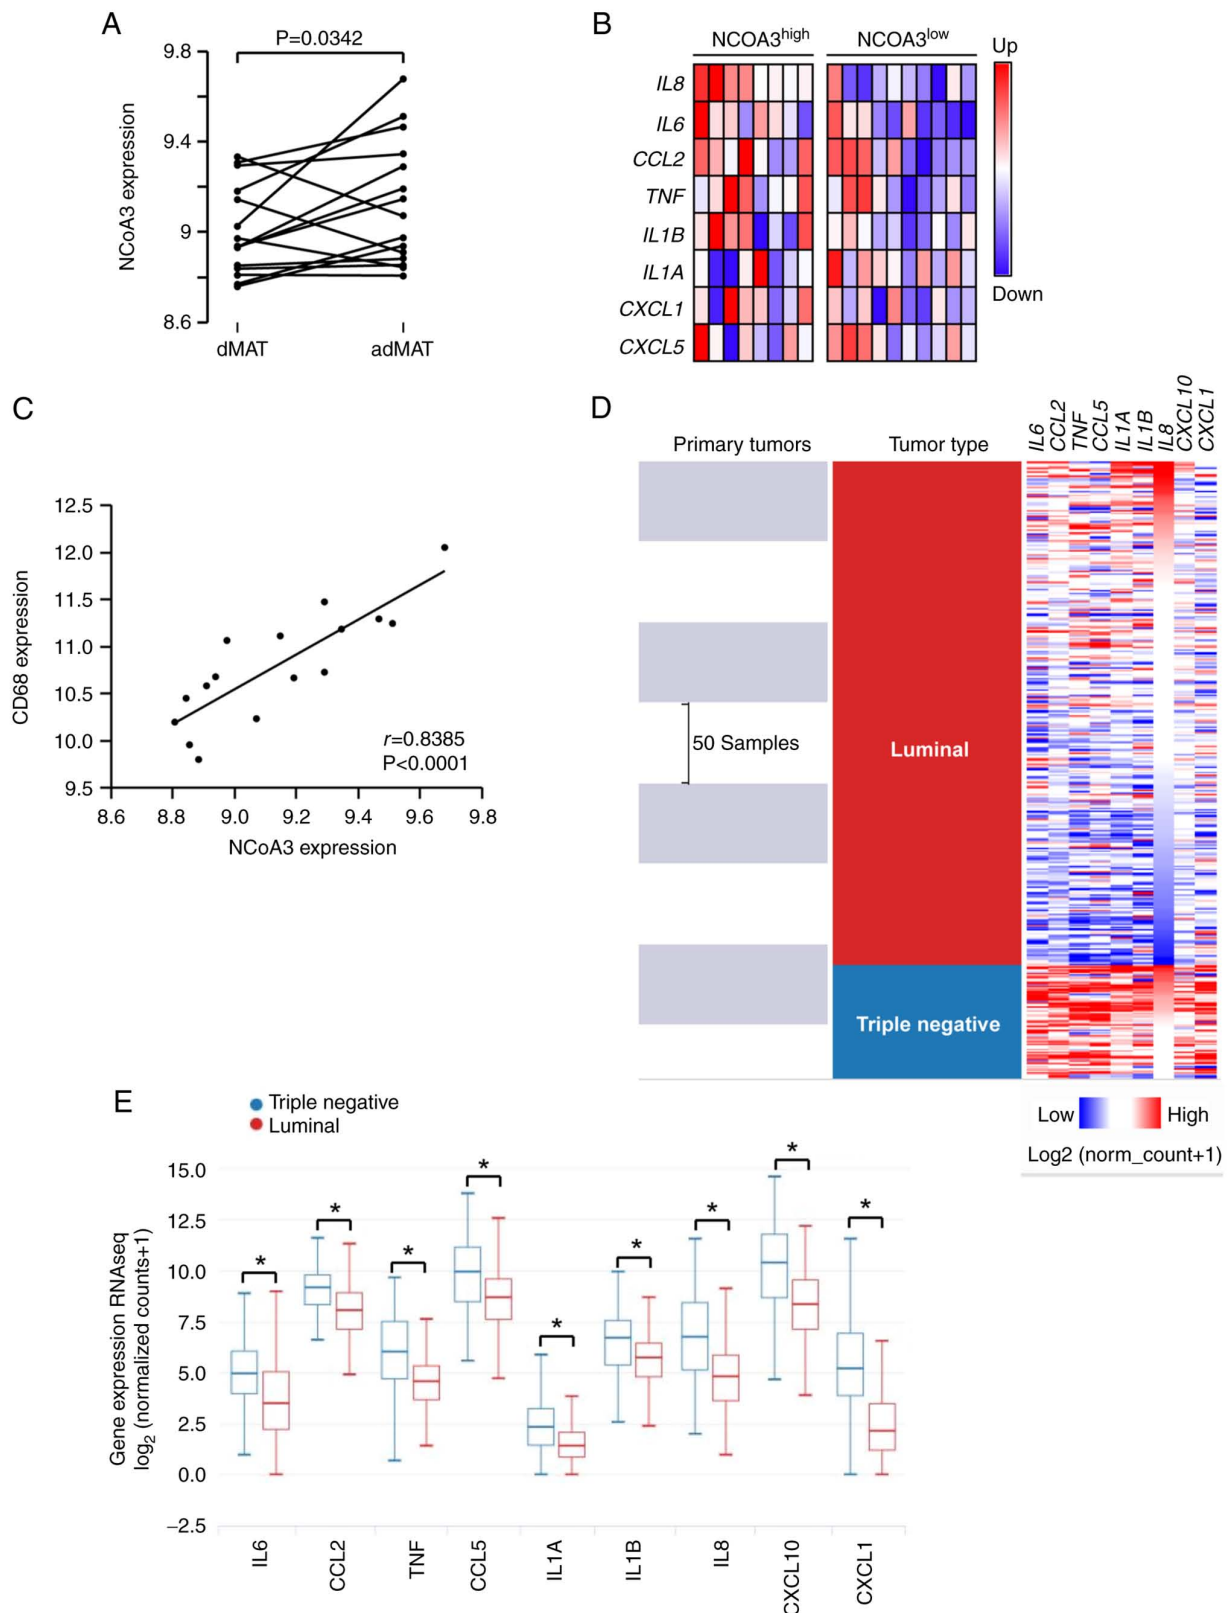 A
P=0.0342
9.8
9.4
9
8.6
NCoA3 expression
dMAT
adMAT
B
NCOA3high
NCOA3low
Up
Down
IL8
IL6
CCL2
TNF
IL1B
IL1A
CXCL1
CXCL5
C
12.5
12.0
11.5
11.0
10.5
10.0
9.5
CD68 expression
r=0.8385
P<0.0001
8.6 8.8 9.0 9.2 9.4 9.6 9.8
NCoA3 expression
D
Primary tumors
Tumor type
IL6 CCL2 TNF CCL5 IL1A IL1B IL8 CXCL10 CXCL1
50 Samples
Luminal
Triple negative
Low
High
Log2 (norm_count+1)
E
Triple negative
Luminal
Gene expression RNAseq
log2 (normalized counts+1)
15.0
12.5
10.0
7.5
5.0
2.5
0.0
−2.5
* * * * * * * * *
IL6 CCL2 TNF CCL5 IL1A IL1B IL8 CXCL10 CXCL1